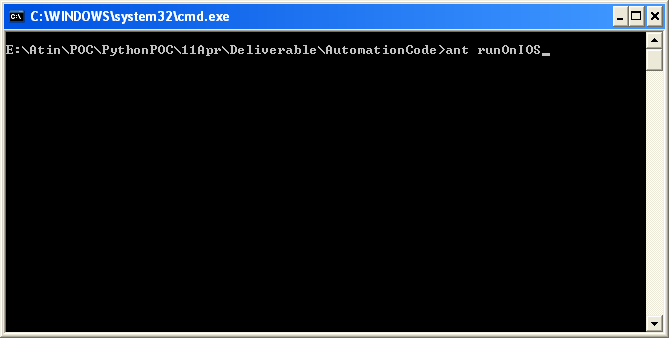 C:\WINDOWS\system32\cmd.exe
E:\Atin\POC\PythonPOC\11Apr\Deliverable\AutomationCode>ant runOnIOS_